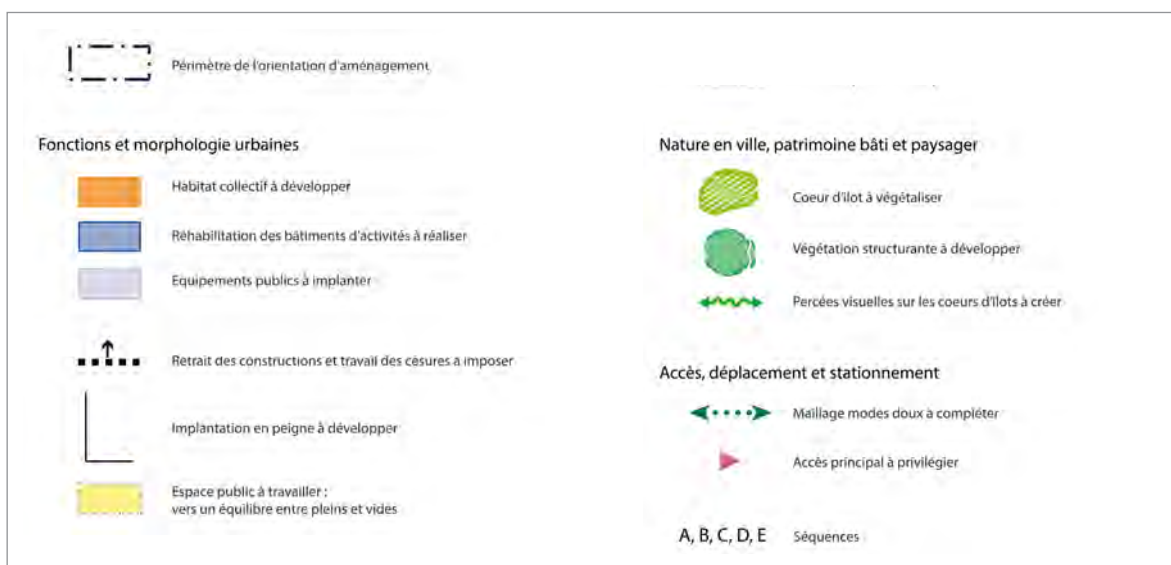 Périmètre de l'orientation d'aménagement
Fonctions et morphologie urbaines
Habitat collectif à développer
Réhabilitation des bâtiments d'activités à réaliser
Equipements publics à implanter
Retrait des constructions et travail des césures à imposer
Implantation en peigne à développer
Espace public à travailler :
vers un équilibre entre pleins et vides
Nature en ville, patrimoine bâti et paysager
Coeur d'ilot à végétaliser
Végétation structurante à développer
Percées visuelles sur les coeurs d'îlots à créer
Accès, déplacement et stationnement
Maillage modes doux à compléter
Accès principal à privilégier
A, B, C, D, E Séquences